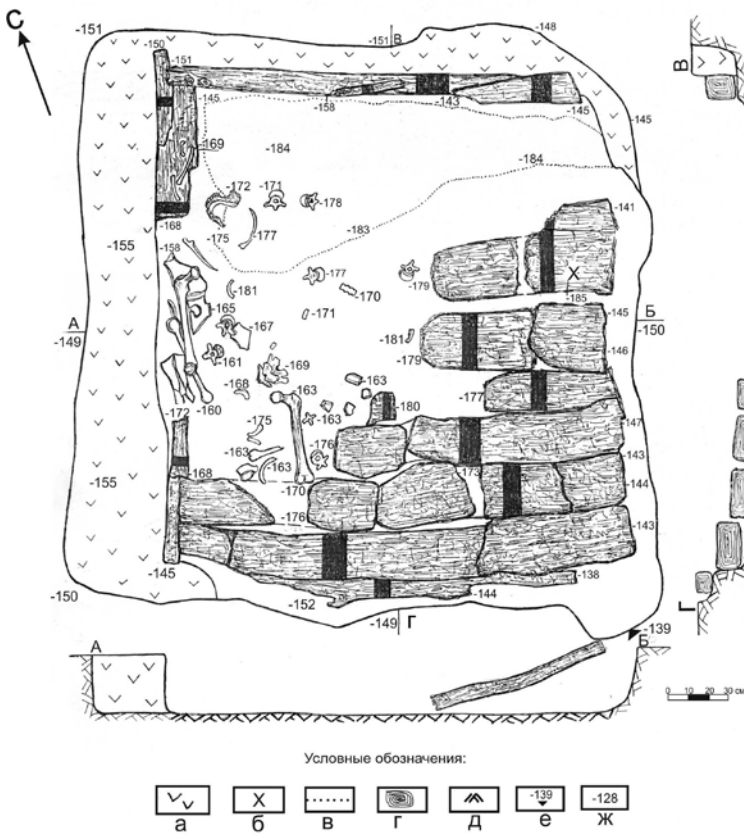 С
-151 -151 В -148
-150
-151
-145 -158 -143 -145
-145
В
-169 -184 -184
-172 -171 -178
-168 -175 -177 -183 -141
-155 -158 Х
-177 -179
-181 -170 -185
А -165 -171 -145 Б
-149 -167 -181 -150
-161 -179 -146
-169 -163 -177
-160 -168 -163 -180
-172 -163 -147
-175 -176
-163 -163 -173 -143
-155 -168 -170 -144
-176 -143
-145 -138
-150 -152 -144
-149 Г -139
А Б
Г
0 10 20 30 см
Условные обозначения:
Х -139 -128
а б в г д е ж